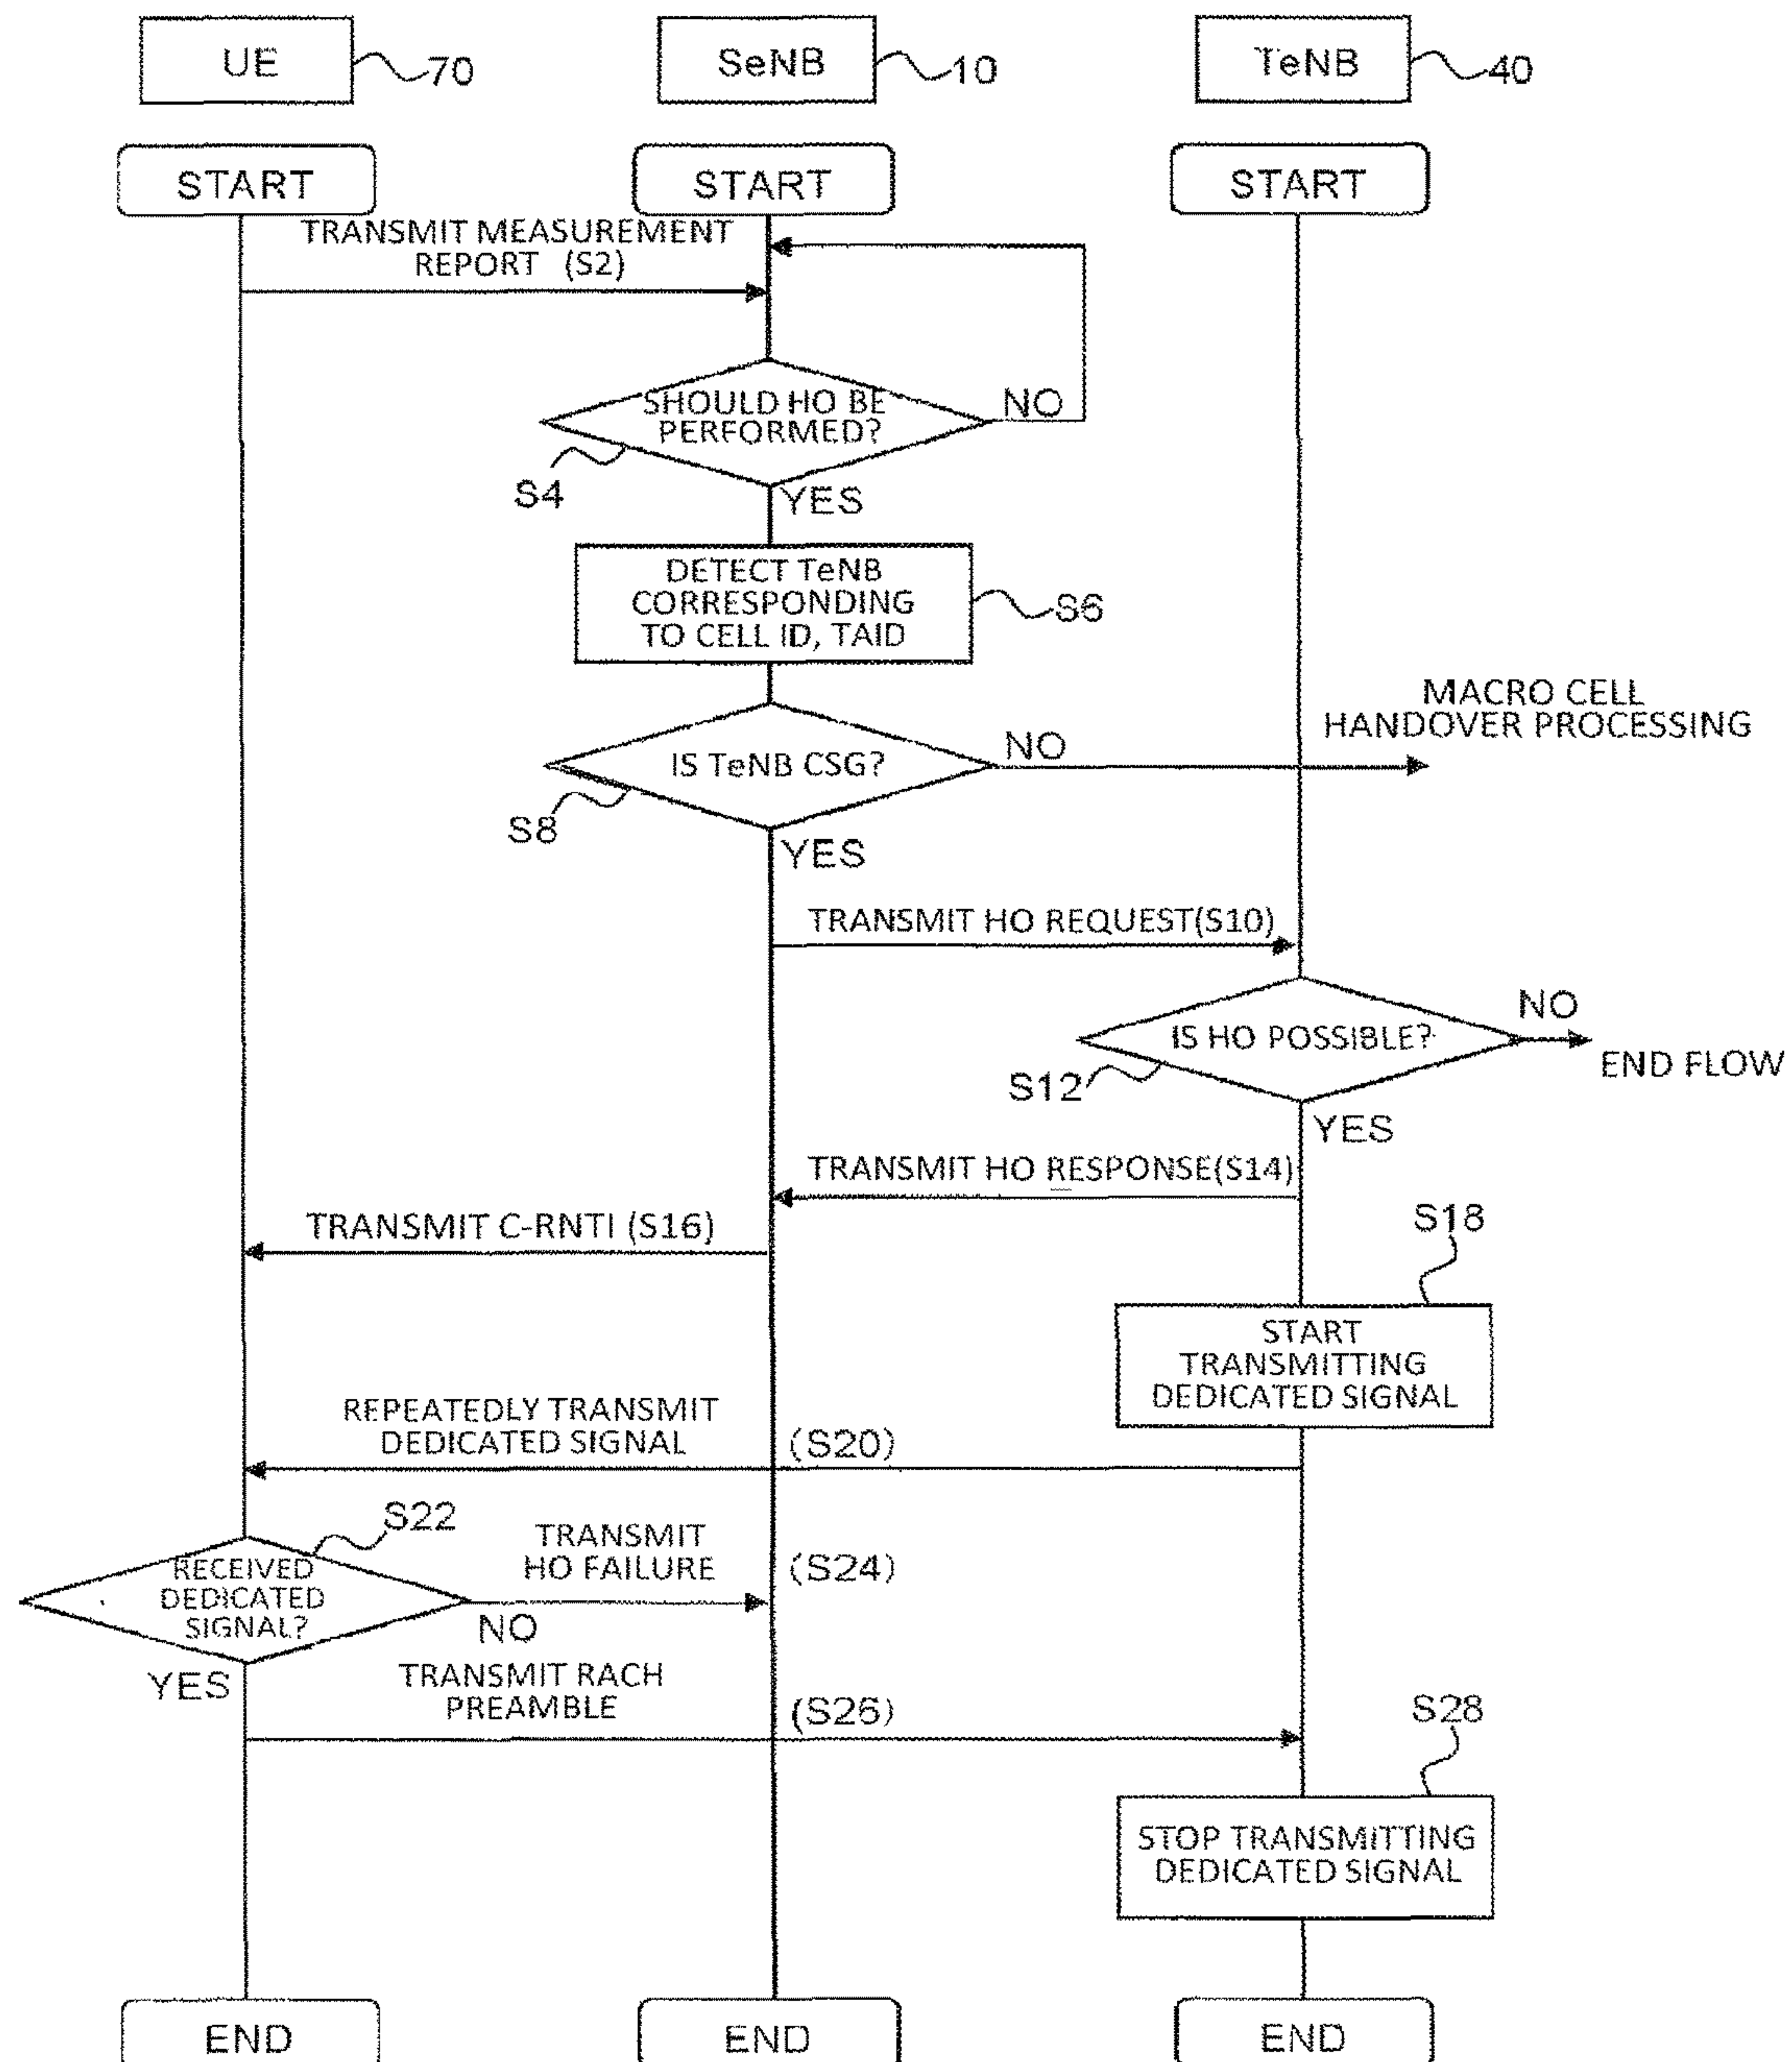 UE
70
SeNB
10
TeNB
40
START
START
START
TRANSMIT MEASUREMENT
REPORT (S2)
SHOULD HO BE
PERFORMED?
NO
S4
YES
DETECT TeNB
CORRESPONDING
TO CELL ID, TAID
S6
MACRO CELL
HANDOVER PROCESSING
IS TeNB CSG?
NO
S8
YES
TRANSMIT HO REQUEST(S10)
IS HO POSSIBLE?
NO
END FLOW
S12
YES
TRANSMIT HO RESPONSE(S14)
TRANSMIT C-RNTI (S16)
S18
START
TRANSMITTING
DEDICATED SIGNAL
REPEATEDLY TRANSMIT
DEDICATED SIGNAL
(S20)
S22
RECEIVED
DEDICATED
SIGNAL?
TRANSMIT
HO FAILURE
(S24)
NO
YES
TRANSMIT RACH
PREAMBLE
(S26)
S28
STOP TRANSMITTING
DEDICATED SIGNAL
END
END
END